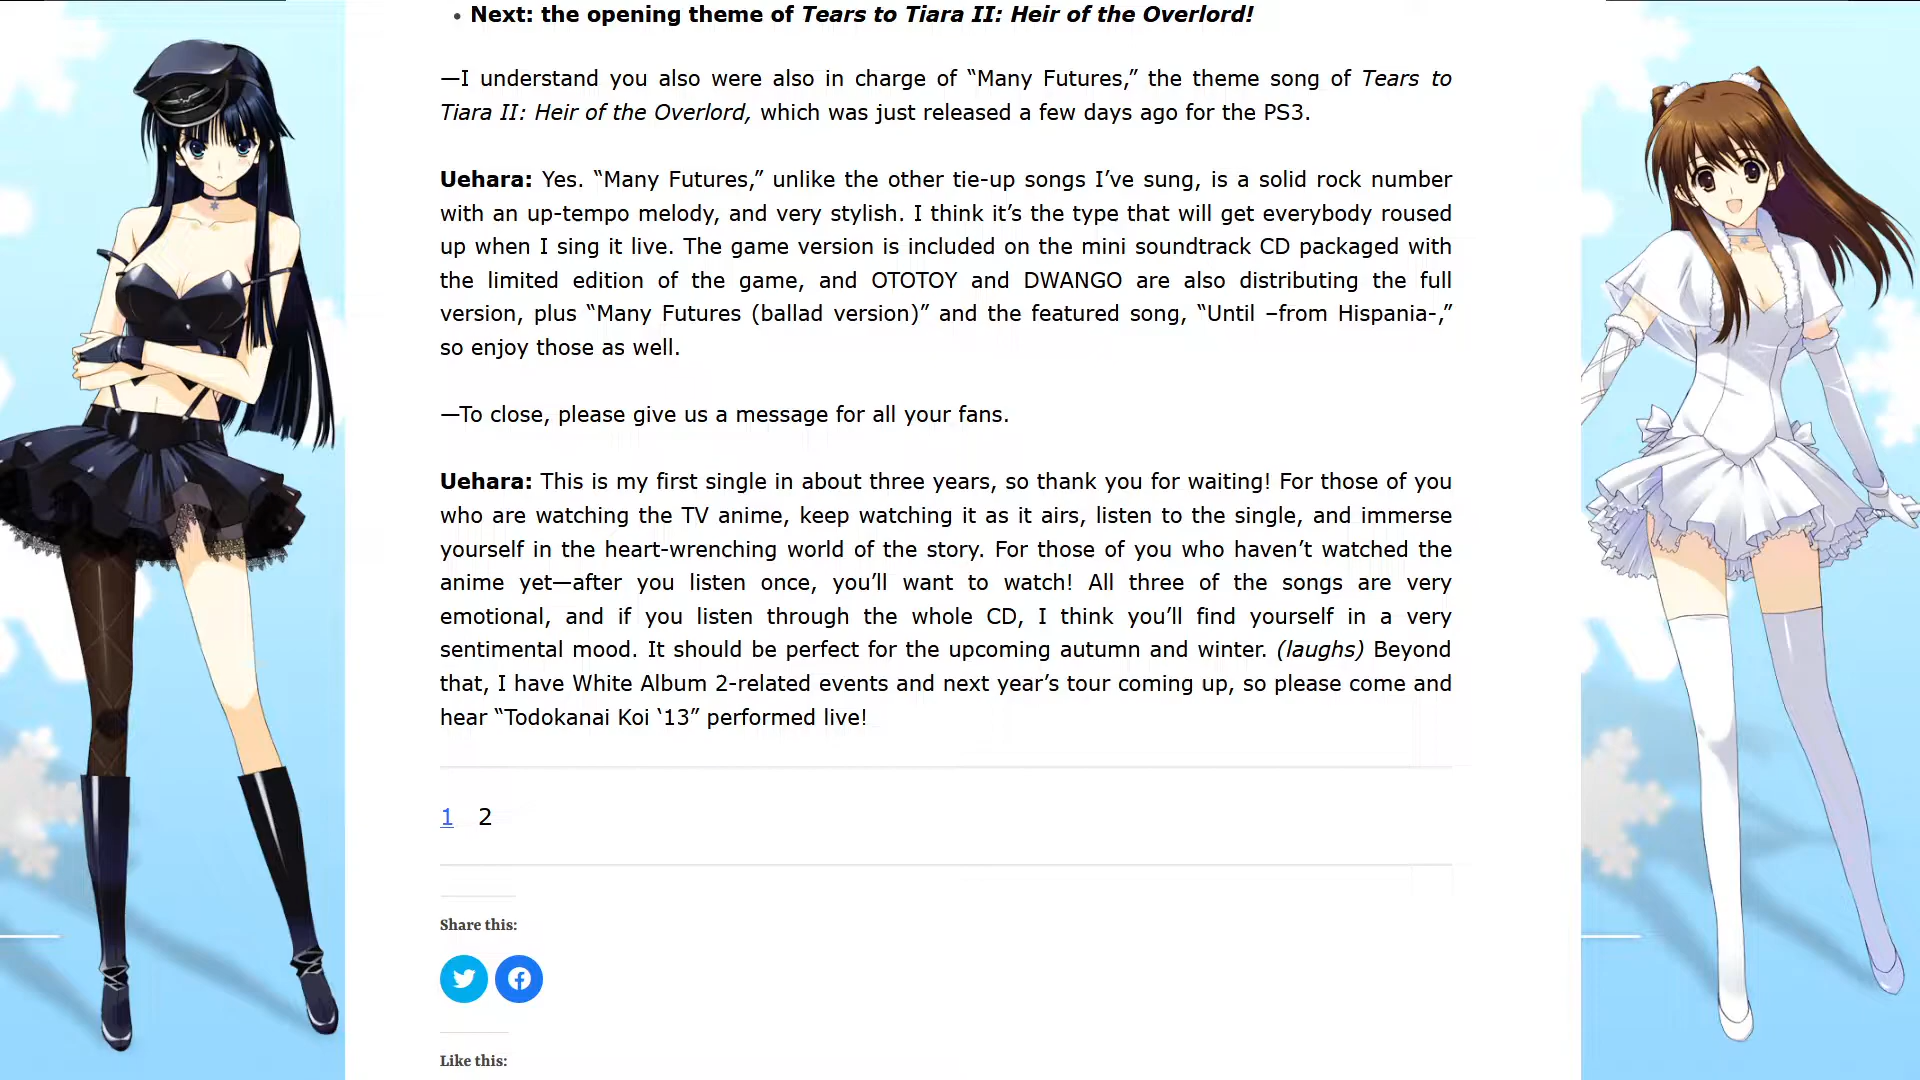 • Next: the opening theme of Tears to Tiara II: Heir of the Overlord!
—I understand you also were also in charge of “Many Futures,” the theme song of Tears to
Tiara II: Heir of the Overlord, which was just released a few days ago for the PS3.
Uehara: Yes. “Many Futures,” unlike the other tie-up songs I’ve sung, is a solid rock number
with an up-tempo melody, and very stylish. I think it’s the type that will get everybody roused
up when I sing it live. The game version is included on the mini soundtrack CD packaged with
the limited edition of the game, and OTOTOY and DWANGO are also distributing the full
version, plus “Many Futures (ballad version)” and the featured song, “Until –from Hispania-,”
so enjoy those as well.
—To close, please give us a message for all your fans.
Uehara: This is my first single in about three years, so thank you for waiting! For those of you
who are watching the TV anime, keep watching it as it airs, listen to the single, and immerse
yourself in the heart-wrenching world of the story. For those of you who haven’t watched the
anime yet—after you listen once, you’ll want to watch! All three of the songs are very
emotional, and if you listen through the whole CD, I think you’ll find yourself in a very
sentimental mood. It should be perfect for the upcoming autumn and winter. (laughs) Beyond
that, I have White Album 2-related events and next year’s tour coming up, so please come and
hear “Todokanai Koi ‘13” performed live!
1 2
Share this:
Like this: